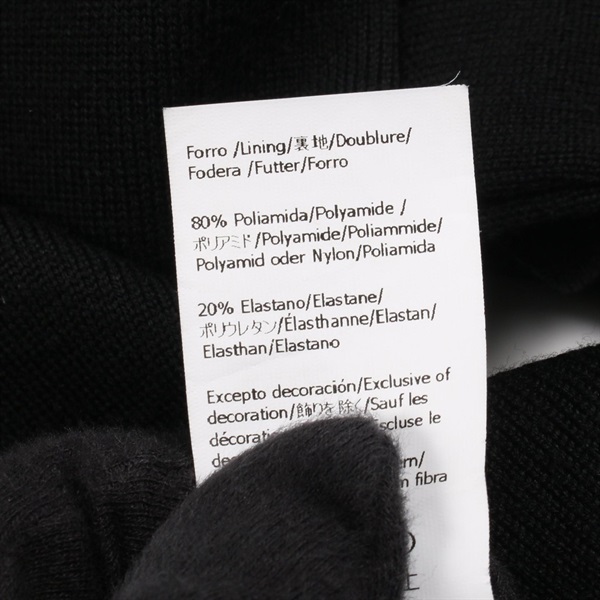 Forro /Lining/裏地/Doublure/
Fodera /Futter/Forro
80% Poliamida/Polyamide /
ポリアミド/Polyamide/Poliammide/
Polyamid oder Nylon/Poliamida
20% Elastano/Elastane/
ポリウレタン/Élasthanne/Elastan/
Elasthan/Elastano
Excepto decoración/Exclusive of
decoration/飾りを除く/Sauf les
fibra